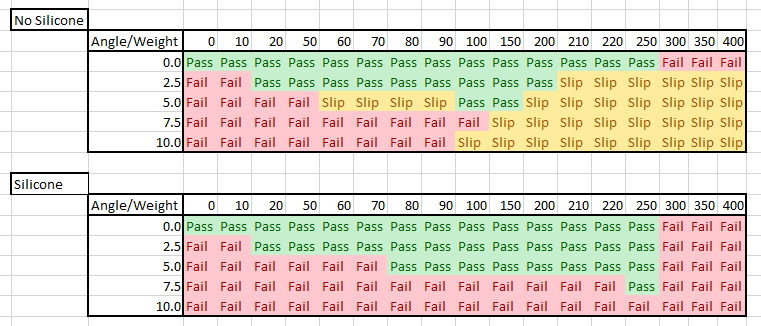 No Silicone
Angle/Weight 0 10 20 50 60 70 80 90 100 150 200 210 220 250 300 350 400
0.0 Pass Pass Pass Pass Pass Pass Pass Pass Pass Pass Pass Pass Pass Pass Fail Fail Fail
2.5 Fail Fail Pass Pass Pass Pass Pass Pass Pass Pass Pass Slip Slip Slip Slip Slip Slip
5.0 Fail Fail Fail Fail Slip Slip Slip Slip Pass Pass Slip Slip Slip Slip Slip Slip Slip
7.5 Fail Fail Fail Fail Fail Fail Fail Fail Fail Slip Slip Slip Slip Slip Slip Slip Slip
10.0 Fail Fail Fail Fail Fail Fail Fail Fail Slip Slip Slip Slip Slip Slip Slip Slip Slip
Silicone
Angle/Weight 0 10 20 50 60 70 80 90 100 150 200 210 220 250 300 350 400
0.0 Pass Pass Pass Pass Pass Pass Pass Pass Pass Pass Pass Pass Pass Pass Fail Fail Fail
2.5 Fail Fail Pass Pass Pass Pass Pass Pass Pass Pass Pass Pass Pass Pass Fail Fail Fail
5.0 Fail Fail Fail Fail Fail Fail Pass Pass Pass Pass Pass Pass Pass Pass Fail Fail Fail
7.5 Fail Fail Fail Fail Fail Fail Fail Fail Fail Fail Fail Fail Fail Pass Fail Fail Fail
10.0 Fail Fail Fail Fail Fail Fail Fail Fail Fail Fail Fail Fail Fail Fail Fail Fail Fail